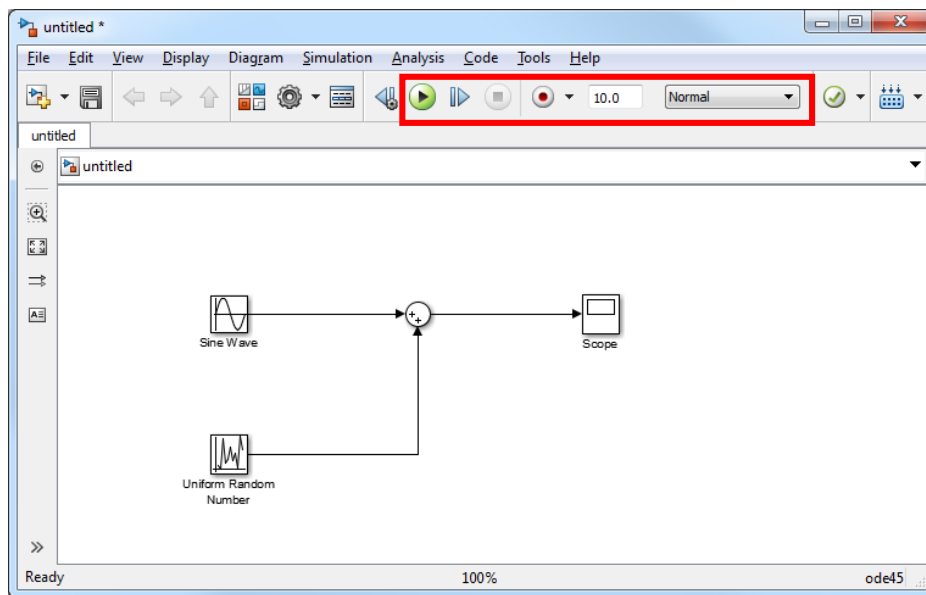 untitled *
File Edit View Display Diagram Simulation Analysis Code Tools Help
10.0 Normal
untitled
untitled
Sine Wave
Scope
Uniform Random
Number
Ready 100% ode45